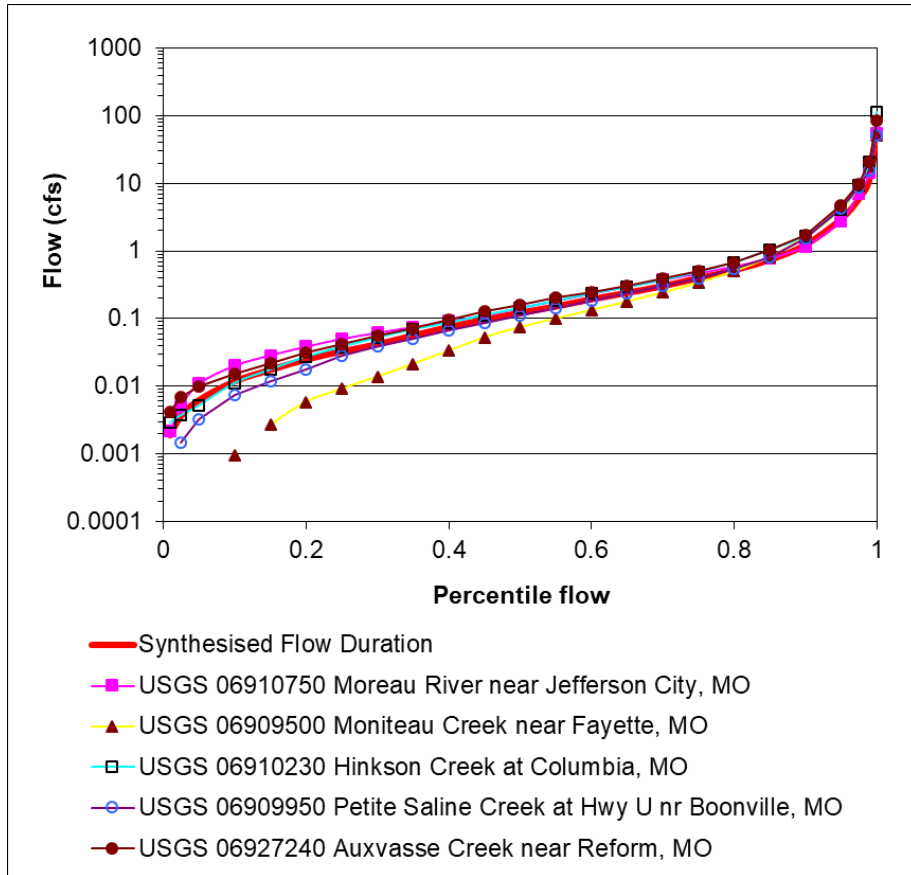 1000
100
10
1
0.1
0.01
0.001
0.0001
Flow (cfs)
0 0.2 0.4 0.6 0.8 1
Percentile flow
Synthesised Flow Duration
USGS 06910750 Moreau River near Jefferson City, MO
USGS 06909500 Moniteau Creek near Fayette, MO
USGS 06910230 Hinkson Creek at Columbia, MO
USGS 06909950 Petite Saline Creek at Hwy U nr Boonville, MO
USGS 06927240 Auxvasse Creek near Reform, MO